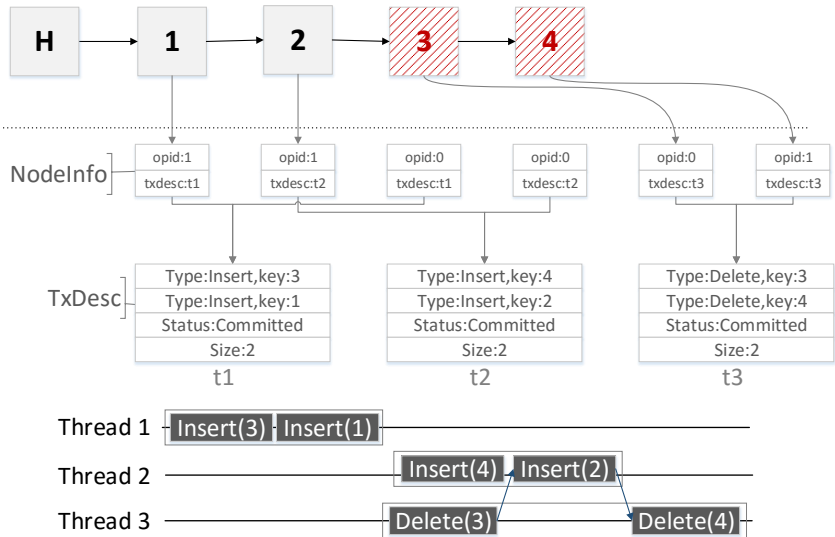 H 1 2 3 4
NodeInfo
opid:1 opid:1 opid:0 opid:0 opid:0 opid:1
txdesc:t1 txdesc:t2 txdesc:t1 txdesc:t2 txdesc:t3 txdesc:t3
TxDesc
Type:Insert,key:3 Type:Insert,key:4 Type:Delete,key:3
Type:Insert,key:1 Type:Insert,key:2 Type:Delete,key:4
Status:Committed Status:Committed Status:Committed
Size:2 Size:2 Size:2
t1 t2 t3
Thread 1 Insert(3) Insert(1)
Thread 2 Insert(4) Insert(2)
Thread 3 Delete(3) Delete(4)